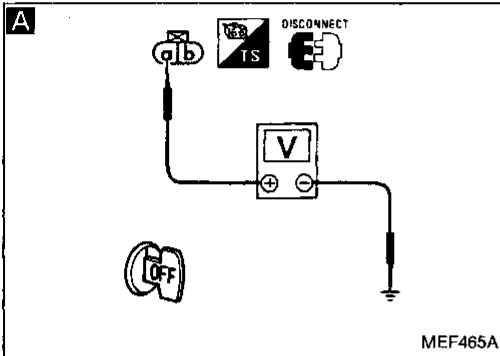 A
DISCONNECT
a b
TS
V
+ −
OFF
MEF465A